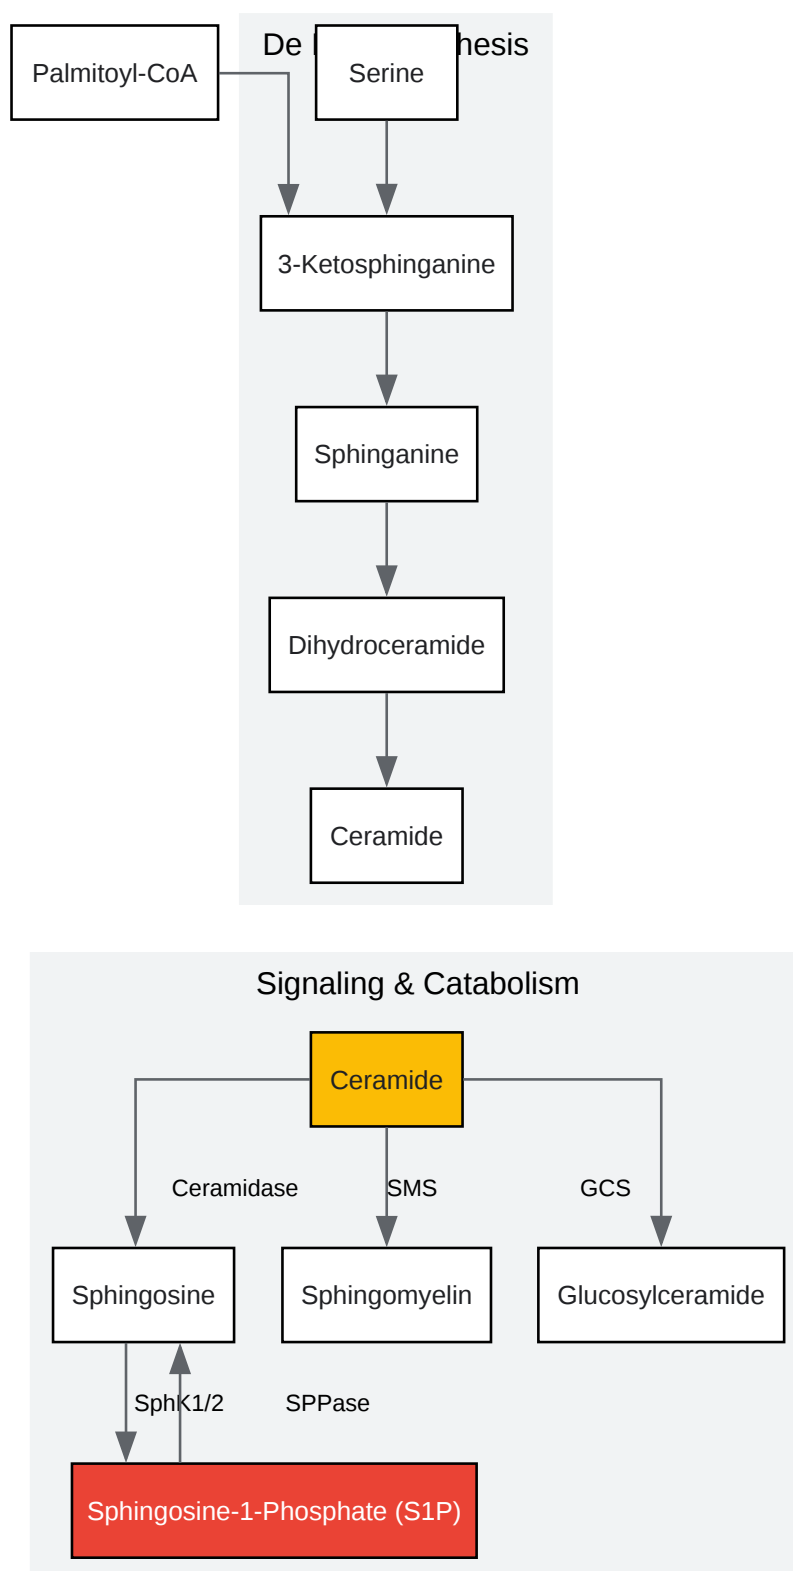 De
hesis
Palmitoyl-CoA
Serine
3-Ketosphinganine
Sphinganine
Dihydroceramide
Ceramide
Signaling & Catabolism
Ceramide
Ceramidase
SMS
GCS
Sphingosine
Sphingomyelin
Glucosylceramide
SphK1/2
SPPase
Sphingosine-1-Phosphate (S1P)